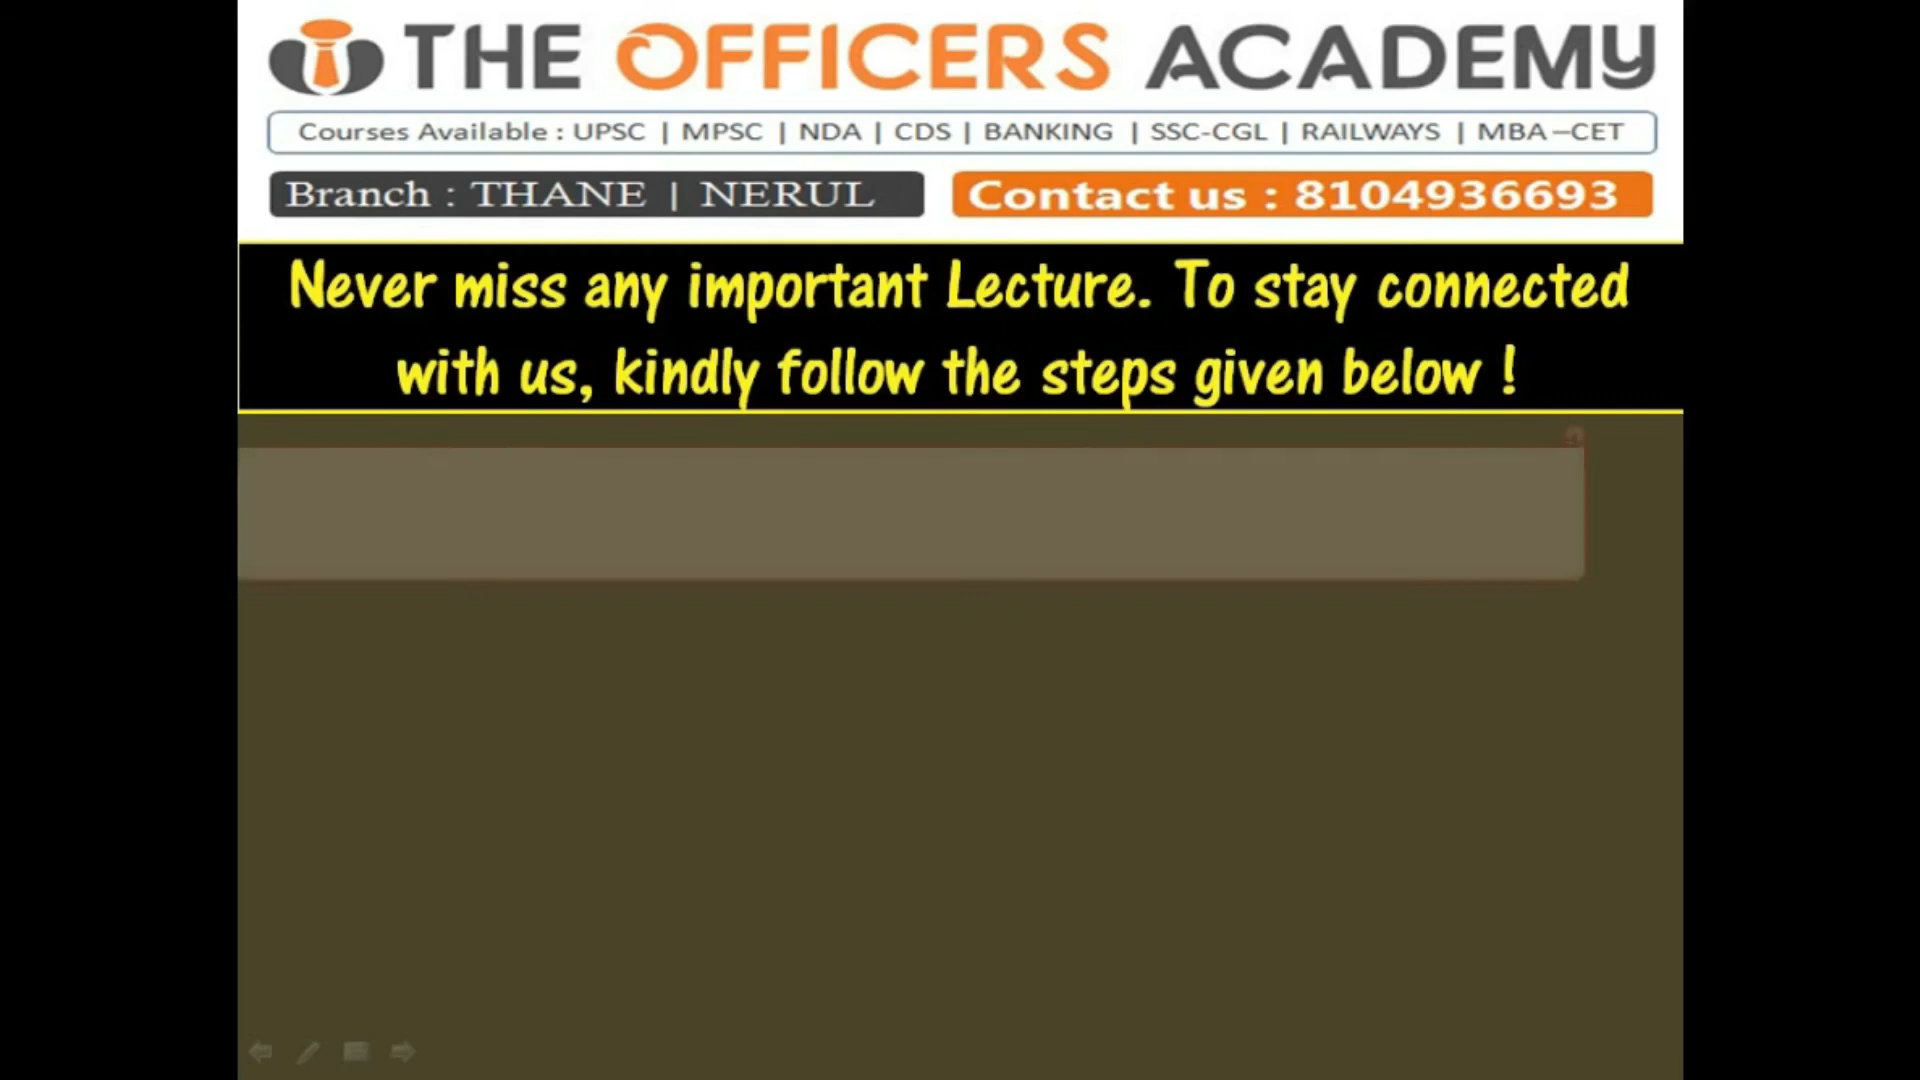 THE OFFICERS ACADEMY
Courses Available : UPSC | MPSC | NDA | CDS | BANKING | SSC-CGL | RAILWAYS | MBA –CET
Branch : THANE | NERUL
Contact us : 8104936693
Never miss any important Lecture. To stay connected
with us, kindly follow the steps given below !